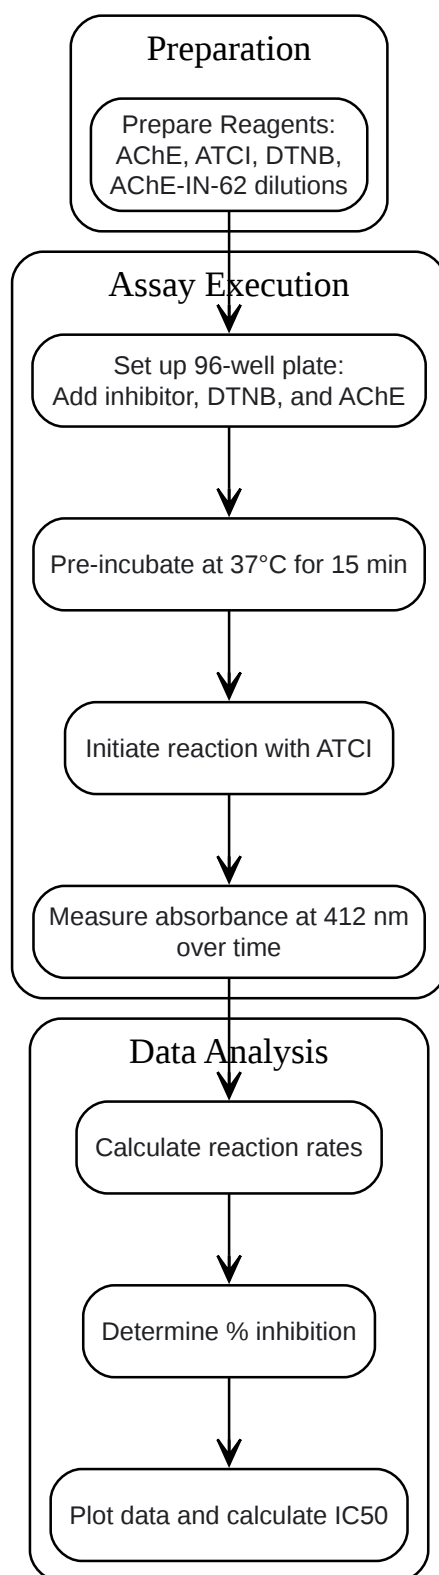 Preparation
Prepare Reagents:
AChE, ATCI, DTNB,
AChE-IN-62 dilutions
Assay Execution
Set up 96-well plate:
Add inhibitor, DTNB, and AChE
Pre-incubate at 37°C for 15 min
Initiate reaction with ATCI
Measure absorbance at 412 nm
over time
Data Analysis
Calculate reaction rates
Determine % inhibition
Plot data and calculate IC50